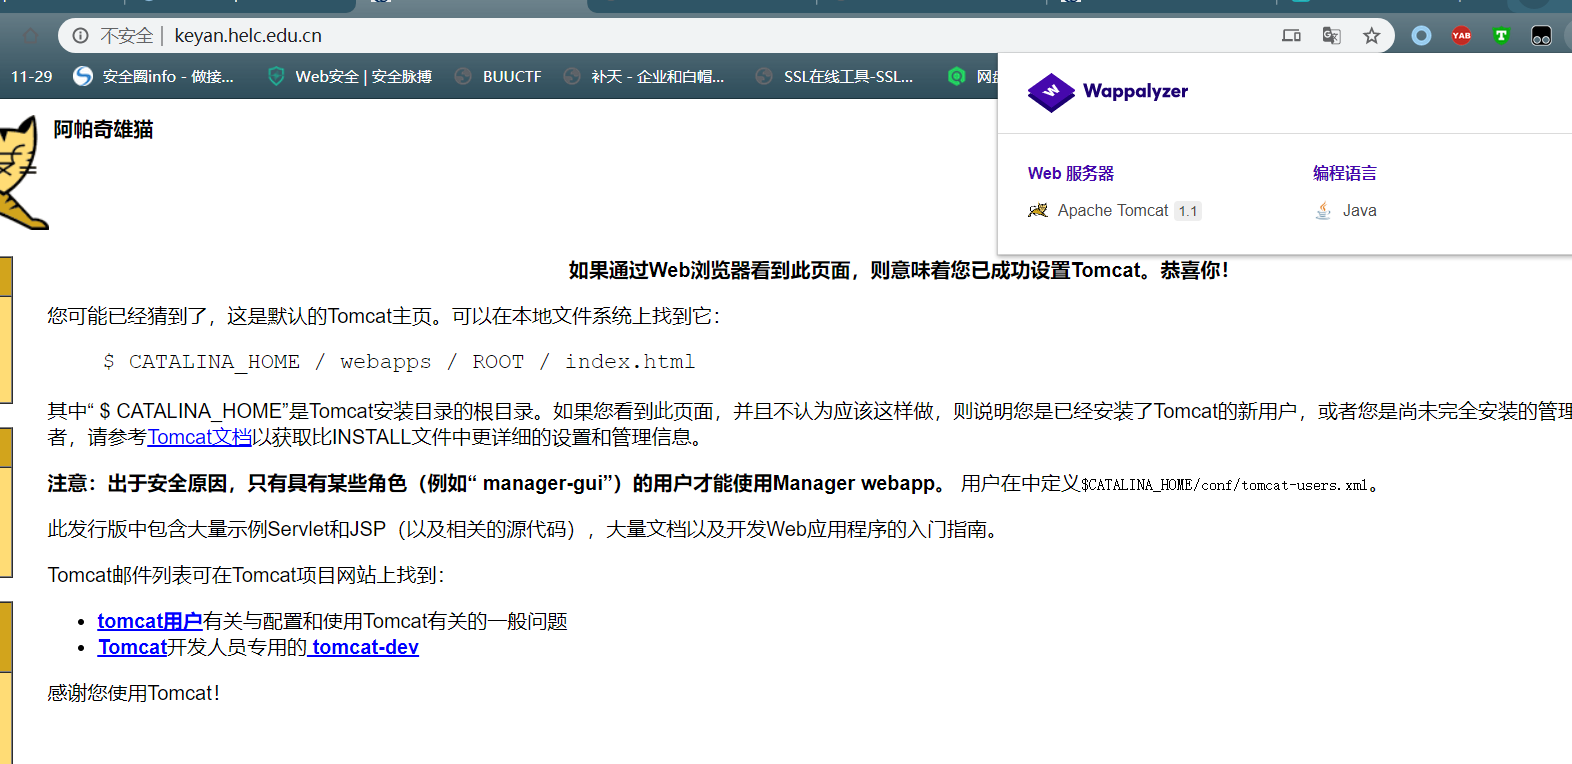 不安全 | keyan.helc.edu.cn
YAB
11-29 安全圈info - 做接... Web安全 | 安全脉搏 BUUCTF 补天 - 企业和白帽... SSL在线工具-SSL...
Wappalyzer
阿帕奇雄猫
Web 服务器 编程语言
Apache Tomcat 1.1 Java
如果通过Web浏览器看到此页面，则意味着您已成功设置Tomcat。恭喜你！
您可能已经猜到了，这是默认的Tomcat主页。可以在本地文件系统上找到它：
$ CATALINA_HOME / webapps / ROOT / index.html
其中“ $ CATALINA_HOME”是Tomcat安装目录的根目录。如果您看到此页面，并且不认为应该这样做，则说明您是已经安装了Tomcat的新用户，或者您是尚未完全安装的管理
者，请参考Tomcat文档以获取比INSTALL文件中更详细的设置和管理信息。
注意：出于安全原因，只有具有某些角色（例如“ manager-gui”）的用户才能使用Manager webapp。 用户在中定义$CATALINA_HOME/conf/tomcat-users.xml。
此发行版中包含大量示例Servlet和JSP（以及相关的源代码），大量文档以及开发Web应用程序的入门指南。
Tomcat邮件列表可在Tomcat项目网站上找到：
• tomcat用户有关与配置和使用Tomcat有关的一般问题
• Tomcat开发人员专用的 tomcat-dev
感谢您使用Tomcat！